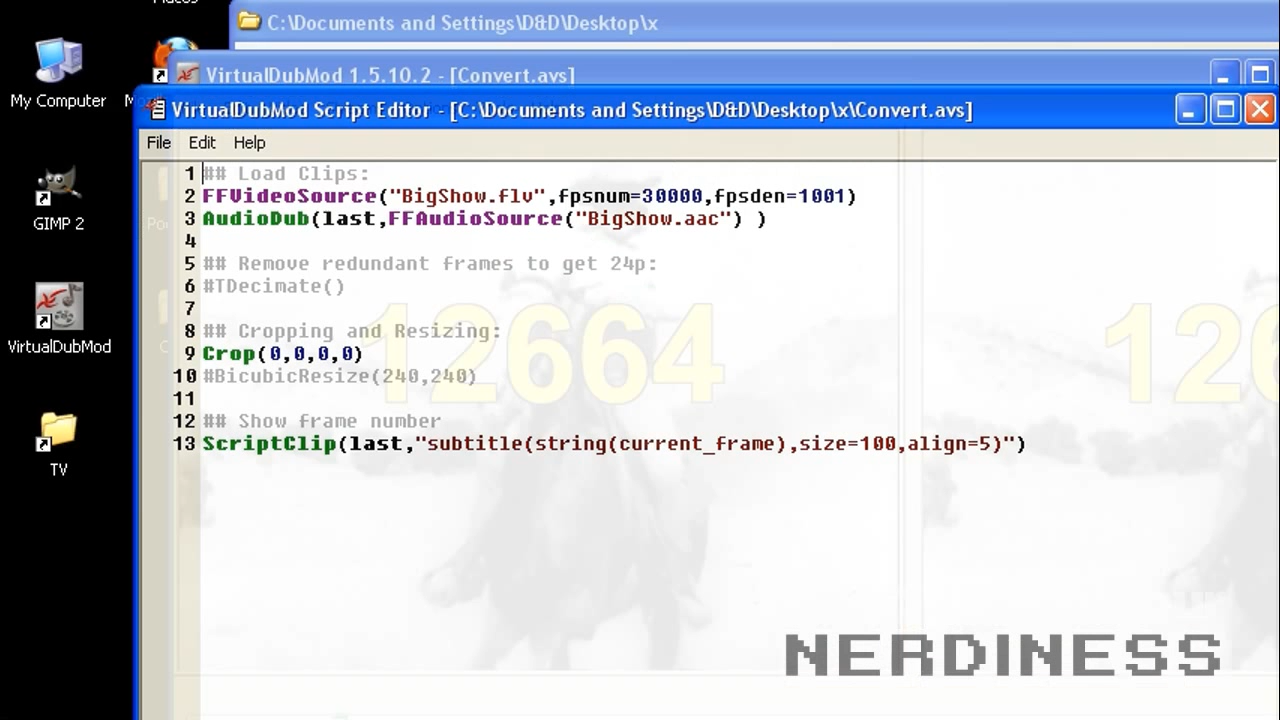 C:\Documents and Settings\D&D\Desktop\x
VirtualDubMod 1.5.10.2 - [Convert.avs]
My Computer
VirtualDubMod Script Editor - [C:\Documents and Settings\D&D\Desktop\x\Convert.avs]
File Edit Help
1 ## Load Clips:
2 FFVideoSource("BigShow.flv",fpsnum=30000,fpsden=1001)
3 AudioDub(last,FFAudioSource("BigShow.aac") )
4
5 ## Remove redundant frames to get 24p:
6 #TDecimate()
7
8 ## Cropping and Resizing:
9 Crop(0,0,0,0)
10 #BicubicResize(240,240)
11
12 ## Show frame number
13 ScriptClip(last,"subtitle(string(current_frame),size=100,align=5)")
GIMP 2
VirtualDubMod
TV
12664
126
NERDINESS